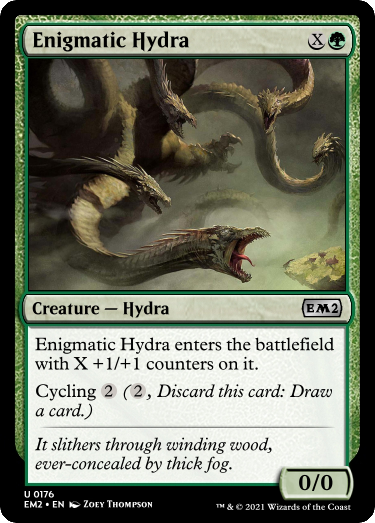 Enigmatic Hydra X
Creature — Hydra EM2
Enigmatic Hydra enters the battlefield
with X +1/+1 counters on it.
Cycling 2 (2, Discard this card: Draw
a card.)
It slithers through winding wood,
ever-concealed by thick fog.
0/0
U 0176
EM2 • EN Zoey Thompson
™ & © 2021 Wizards of the Coast